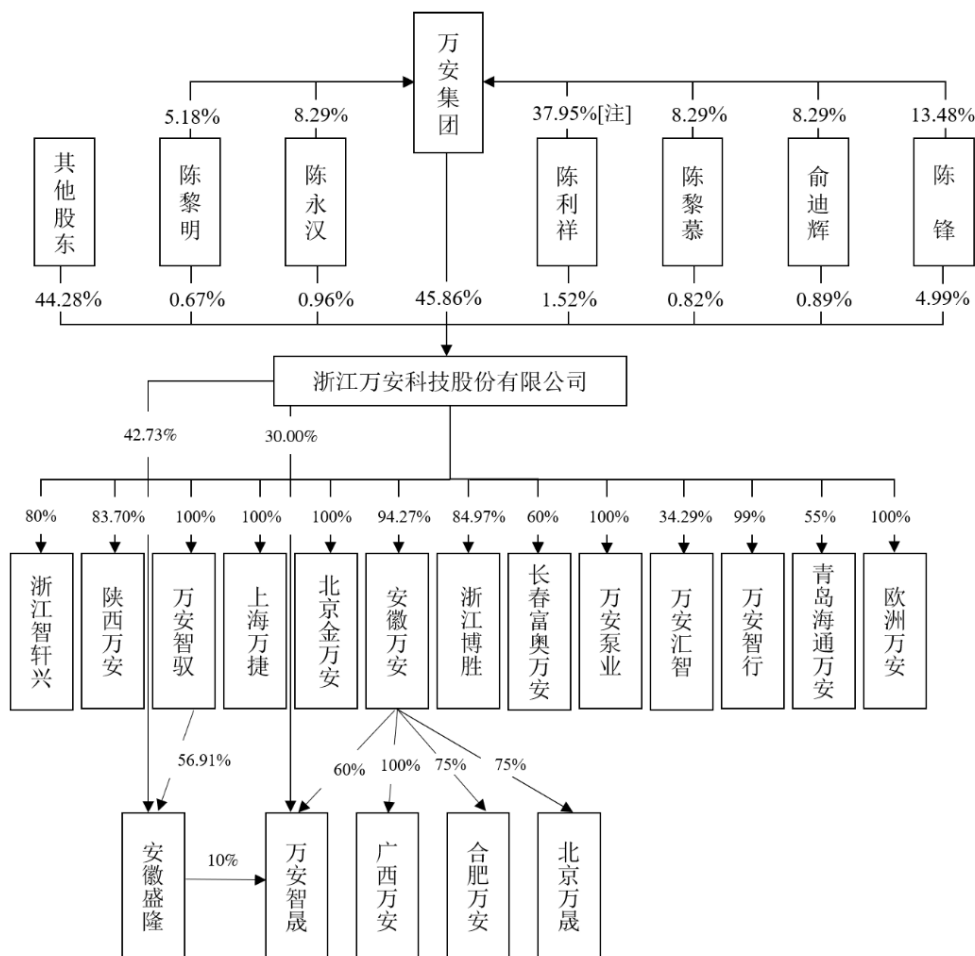 万安集团
5.18%
8.29%
37.95%[注]
8.29%
8.29%
13.48%
其他股东
陈黎明
陈永汉
陈利祥
陈黎慕
俞迪辉
陈锋
44.28%
0.67%
0.96%
45.86%
1.52%
0.82%
0.89%
4.99%
浙江万安科技股份有限公司
42.73%
30.00%
80%
83.70%
100%
100%
100%
94.27%
84.97%
60%
100%
34.29%
99%
55%
100%
浙江智轩兴
陕西万安
万安智驭
上海万捷
北京金万安
安徽万安
浙江博胜
长春富奥万安
万安泵业
万安汇智
万安智行
青岛海通万安
欧洲万安
56.91%
60%
100%
75%
75%
安徽盛隆
10%
万安智晟
广西万安
合肥万安
北京万晟